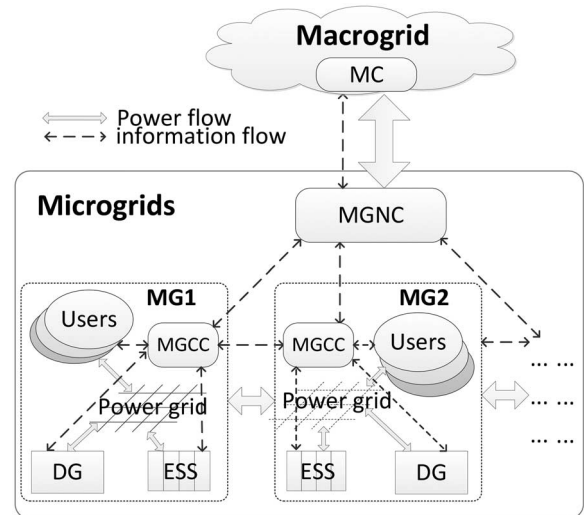 Macrogrid
MC
Power flow
information flow
Microgrids
MGNC
MG1
MG2
Users
MGCC
MGCC
Users
... ...
Power grid
Power grid
... ...
... ...
DG
ESS
ESS
DG